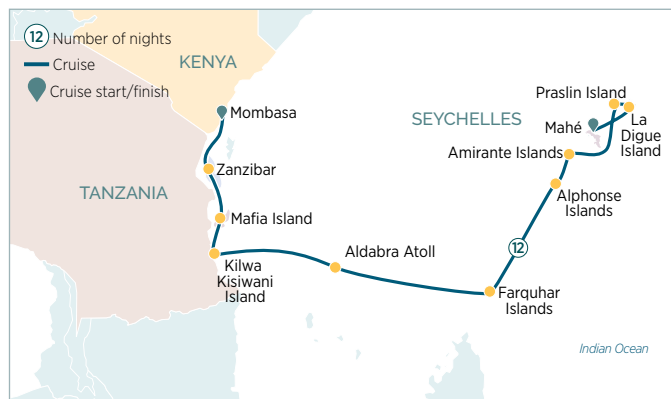 12 Number of nights
Cruise
Cruise start/finish
KENYA
Mombasa
Zanzibar
TANZANIA
Mafia Island
Kilwa
Kisiwani
Island
Aldabra Atoll
SEYCHELLES
Praslin Island
Mahé
La
Digue
Island
Amirante Islands
Alphonse
Islands
12
Farquhar
Islands
Indian Ocean